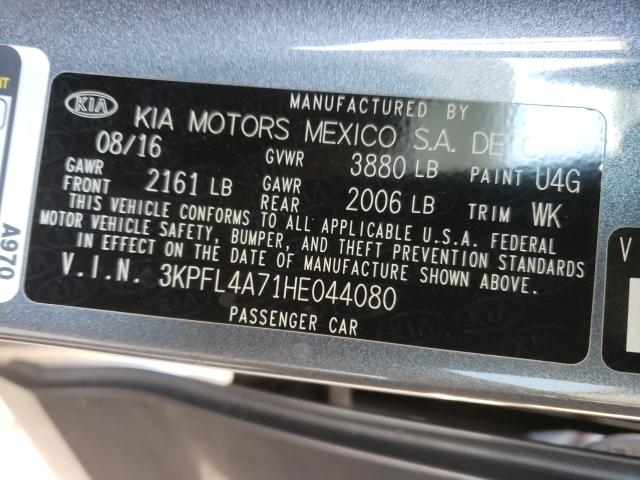 KIA
MANUFACTURED BY
KIA MOTORS MEXICO S.A. DE
08/16 GVWR 3880 LB PAINT U4G
GAWR FRONT 2161 LB GAWR REAR 2006 LB TRIM WK
THIS VEHICLE CONFORMS TO ALL APPLICABLE U.S.A. FEDERAL
MOTOR VEHICLE SAFETY, BUMPER, AND THEFT PREVENTION STANDARDS
IN EFFECT ON THE DATE OF MANUFACTURE SHOWN ABOVE.
V.I.N. 3KPFL4A71HE044080
PASSENGER CAR
A970
V